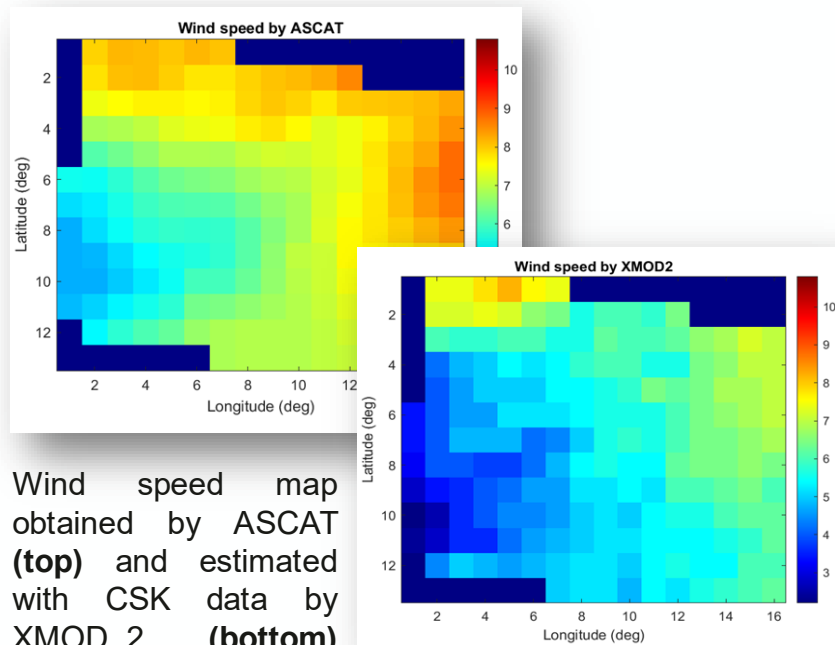 Wind speed by ASCAT
10
9
8
7
6
2
4
6
8
10
12
Latitude (deg)
2 4 6 8 10 12
Longitude (deg)
Wind speed by XMOD2
10
9
8
7
6
5
4
3
2
4
6
8
10
12
Latitude (deg)
2 4 6 8 10 12 14 16
Longitude (deg)
Wind speed map
obtained by ASCAT
(top) and estimated
with CSK data by
XMOD_2 (bottom)